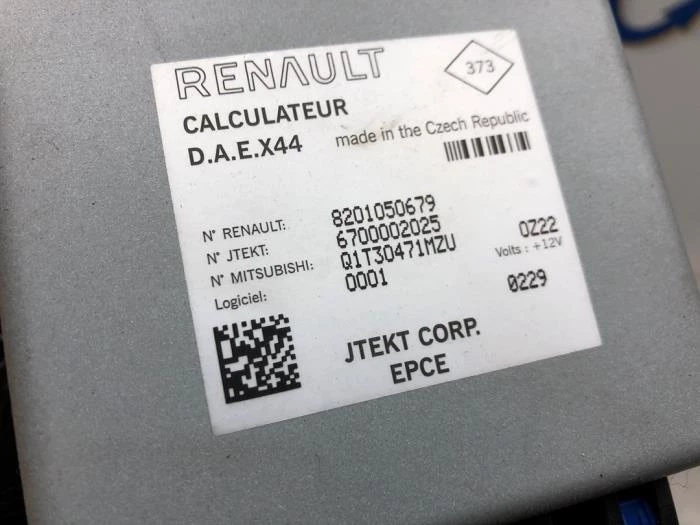 RENAULT
373
CALCULATEUR
D.A.E.X44
made in the Czech Republic
N° RENAULT: 8201050679
N° JTEKT: 6700002025
N° MITSUBISHI: Q1T30471MZU OZ22
Logiciel: 0001 Volts : +12V
0229
JTEKT CORP.
EPCE